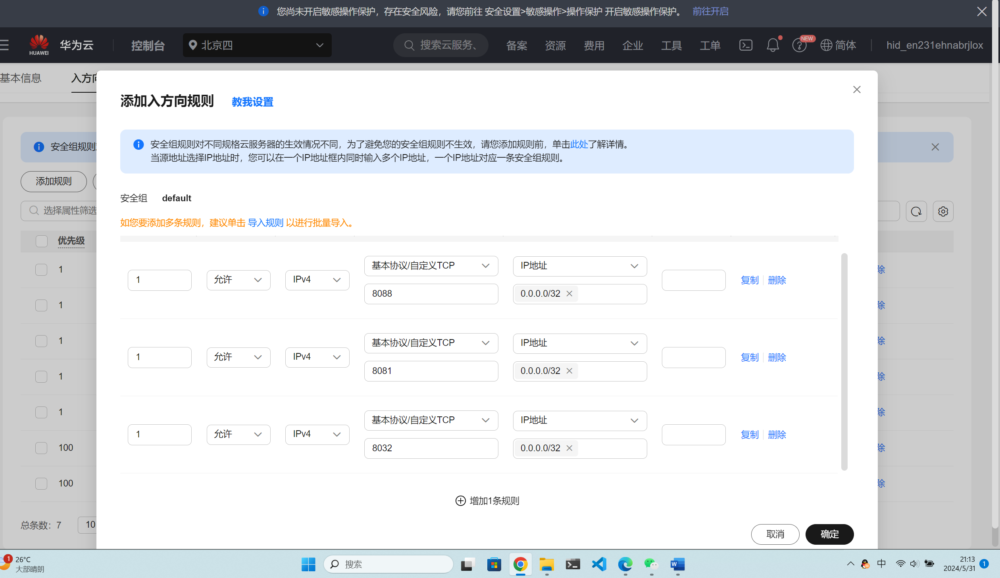 您尚未开启敏感操作保护，存在安全风险，请您前往 安全设置>敏感操作>操作保护 开启敏感操作保护。 前往开启
HUAWEI 华为云 控制台 北京四 搜索云服务、 备案 资源 费用 企业 工具 工单 NEW 简体 hid_en231ehnabrjlox
基本信息 入方向
添加入方向规则 教我设置
安全组规则对不同规格云服务器的生效情况不同，为了避免您的安全组规则不生效，请您添加规则前，单击此处了解详情。
当源地址选择IP地址时，您可以在一个IP地址框内同时输入多个IP地址，一个IP地址对应一条安全组规则。
安全组规则
添加规则
安全组 default
选择属性筛选
如您要添加多条规则，建议单击 导入规则 以进行批量导入。
优先级
1 除
1 除
1 除
1 除
1 除
100 除
100 除
1 允许 IPv4 基本协议/自定义TCP IP地址 复制 删除
8088 0.0.0.0/32
1 允许 IPv4 基本协议/自定义TCP IP地址 复制 删除
8081 0.0.0.0/32
1 允许 IPv4 基本协议/自定义TCP IP地址 复制 删除
8032 0.0.0.0/32
增加1条规则
总条数：7 10
取消 确定
1 26°C
大部晴朗
搜索
W
中
21:13
2024/5/31 1